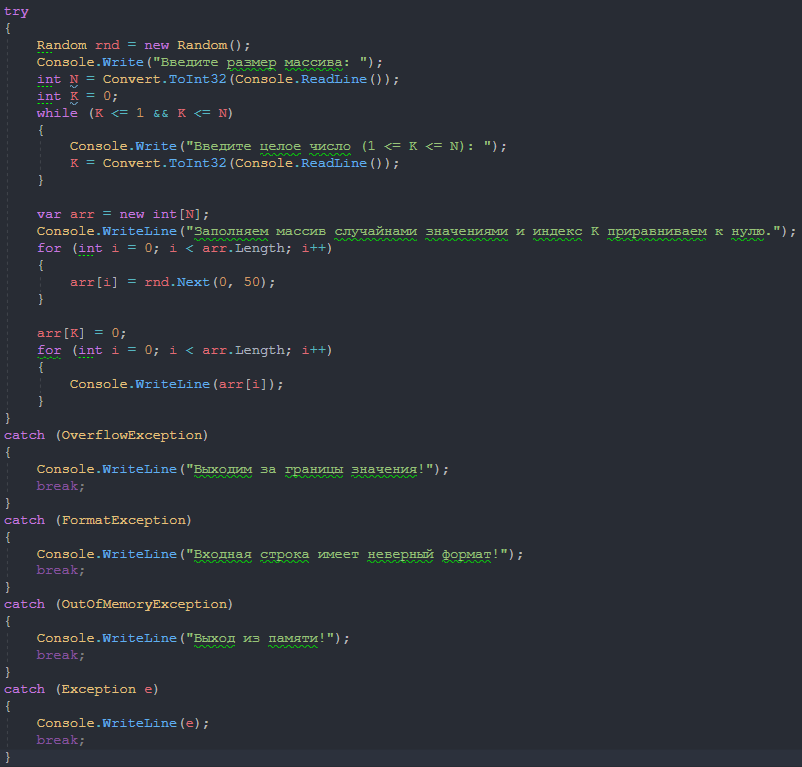 try
{
    Random rnd = new Random();
    Console.Write("Введите размер массива: ");
    int N = Convert.ToInt32(Console.ReadLine());
    int K = 0;
    while (K <= 1 && K <= N)
    {
        Console.Write("Введите целое число (1 <= K <= N): ");
        K = Convert.ToInt32(Console.ReadLine());
    }

    var arr = new int[N];
    Console.WriteLine("Заполняем массив случайнами значениями и индекс K приравниваем к нулю.");
    for (int i = 0; i < arr.Length; i++)
    {
        arr[i] = rnd.Next(0, 50);
    }

    arr[K] = 0;
    for (int i = 0; i < arr.Length; i++)
    {
        Console.WriteLine(arr[i]);
    }
}
catch (OverflowException)
{
    Console.WriteLine("Выходим за границы значения!");
    break;
}
catch (FormatException)
{
    Console.WriteLine("Входная строка имеет неверный формат!");
    break;
}
catch (OutOfMemoryException)
{
    Console.WriteLine("Выход из памяти!");
    break;
}
catch (Exception e)
{
    Console.WriteLine(e);
    break;
}